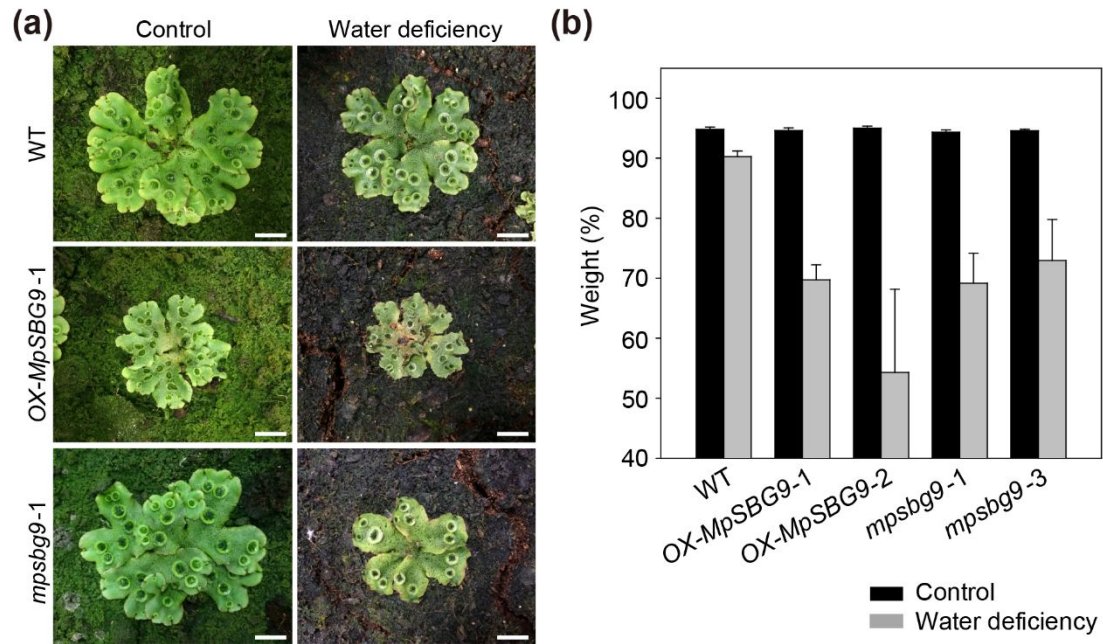 (a)
Control
Water deficiency
WT
OX-MpSBG9-1
mpsbg9-1
(b)
Weight (%)
100
90
80
70
60
50
40
WT
OX-MpSBG9-1
OX-MpSBG9-2
mpsbg9-1
mpsbg9-3
Control
Water deficiency